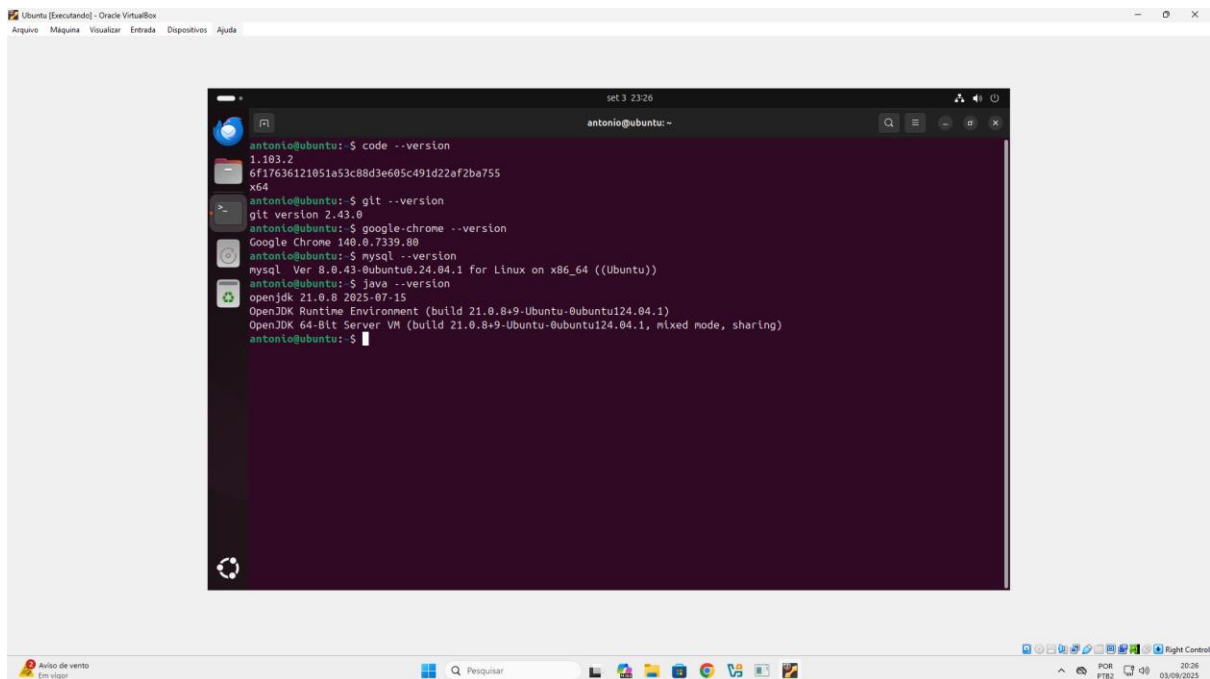 Ubuntu [Executando] - Oracle VirtualBox
Arquivo Máquina Visualizar Entrada Dispositivos Ajuda
set 3 23:26
antonio@ubuntu: ~
antonio@ubuntu:~$ code --version
1.103.2
6f17636121051a53c88d3e605c491d22af2ba755
x64
antonio@ubuntu:~$ git --version
git version 2.43.0
antonio@ubuntu:~$ google-chrome --version
Google Chrome 140.0.7339.80
antonio@ubuntu:~$ mysql --version
mysql  Ver 8.0.43-0ubuntu0.24.04.1 for Linux on x86_64 ((Ubuntu))
antonio@ubuntu:~$ java --version
openjdk 21.0.8 2025-07-15
OpenJDK Runtime Environment (build 21.0.8+9-Ubuntu-0ubuntu124.04.1)
OpenJDK 64-Bit Server VM (build 21.0.8+9-Ubuntu-0ubuntu124.04.1, mixed mode, sharing)
antonio@ubuntu:~$
Right Control
2
Aviso de vento
Em vigor
Pesquisar
POR
PTB2
20:26
03/09/2025